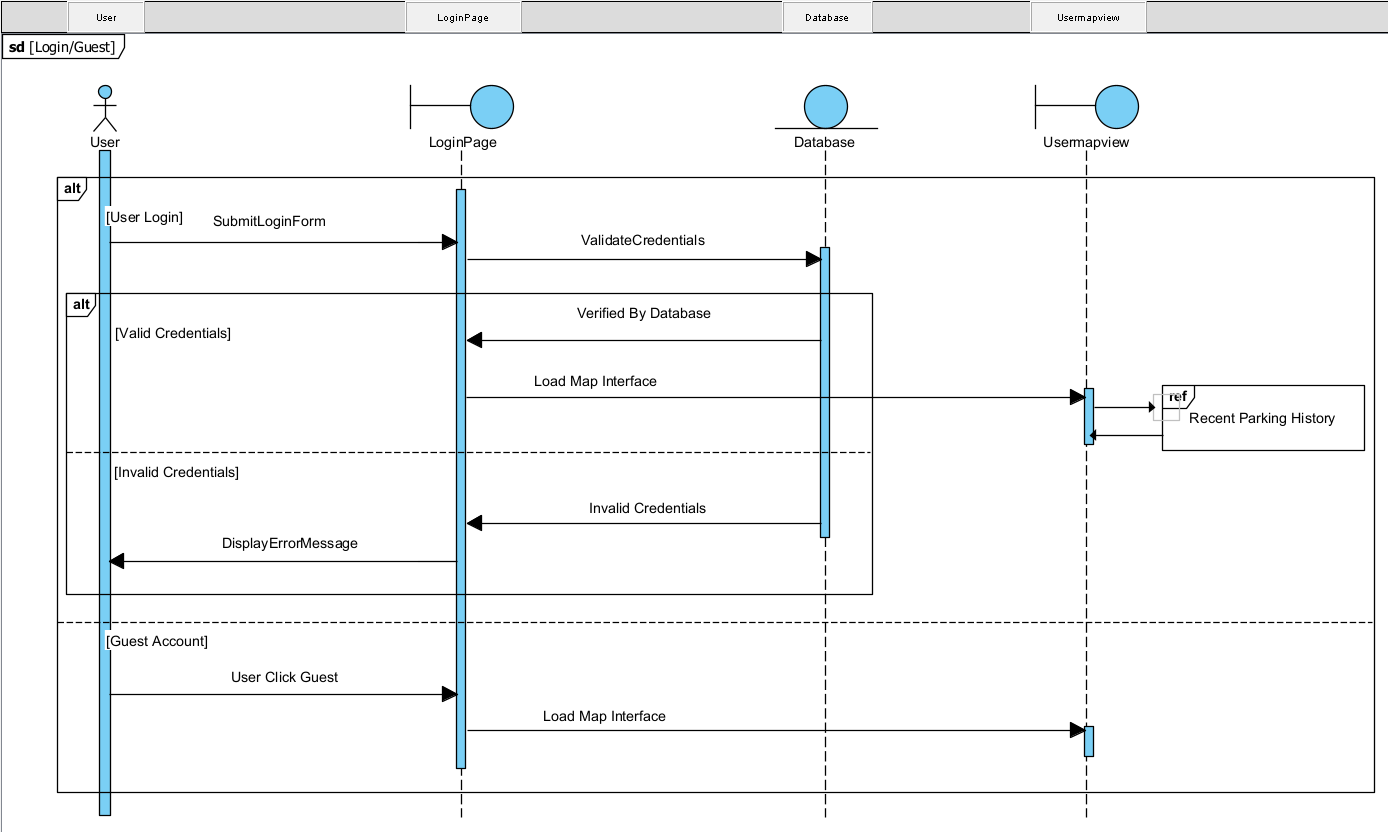 User
LoginPage
Database
Usermapview
sd [Login/Guest]
User
LoginPage
Database
Usermapview
alt
[User Login]
SubmitLoginForm
ValidateCredentials
alt
Verified By Database
[Valid Credentials]
Load Map Interface
ref
Recent Parking History
[Invalid Credentials]
Invalid Credentials
DisplayErrorMessage
[Guest Account]
User Click Guest
Load Map Interface